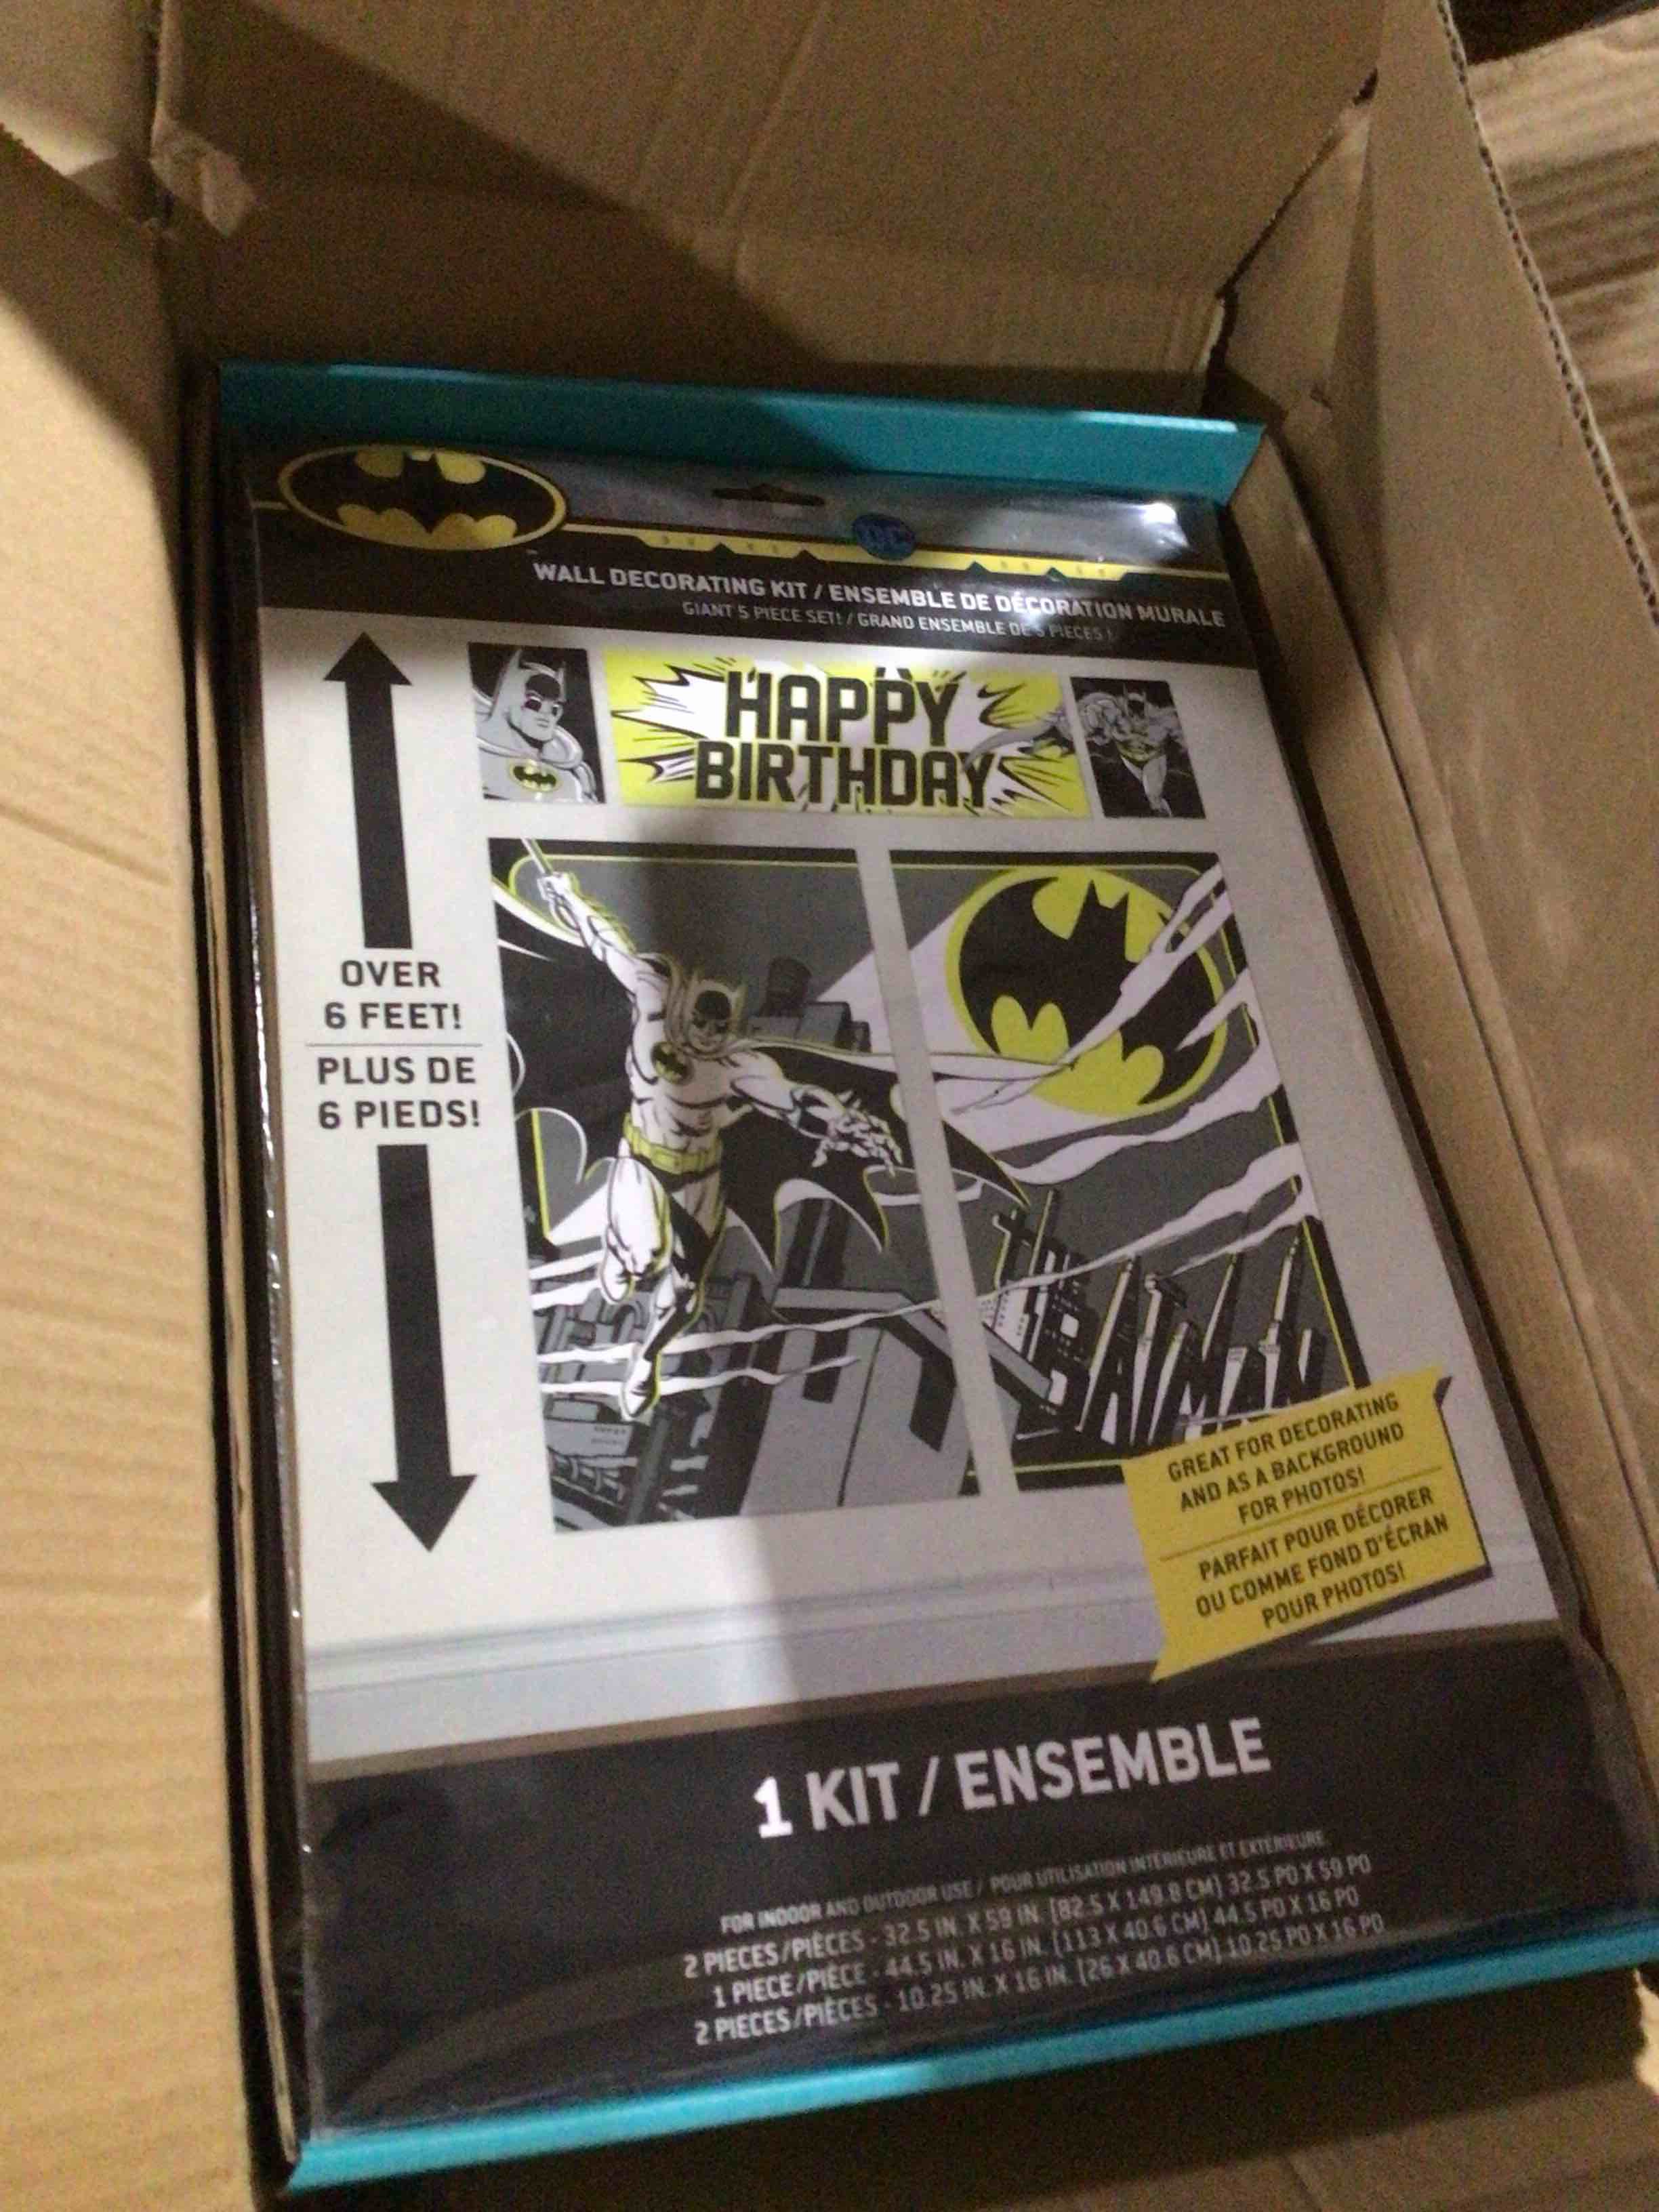 DC
WALL DECORATING KIT / ENSEMBLE DE DÉCORATION MURALE
GIANT 5 PIECE SET! / GRAND ENSEMBLE DE 5 PIECES !
HAPPY
BIRTHDAY
OVER
6 FEET!
PLUS DE
6 PIEDS!
THE
BATMAN
GREAT FOR DECORATING
AND AS A BACKGROUND
FOR PHOTOS!
PARFAIT POUR DÉCORER
OU COMME FOND D'ÉCRAN
POUR PHOTOS!
1 KIT / ENSEMBLE
FOR INDOOR AND OUTDOOR USE / POUR UTILISATION INTÉRIEURE ET EXTÉRIEURE
2 PIECES/PIÈCES - 32.5 IN. X 59 IN. [82.5 X 149.8 CM] 32.5 PO X 59 PO
1 PIECE/PIÈCE - 44.5 IN. X 16 IN. [113 X 40.6 CM] 44.5 PO X 16 PO
2 PIECES/PIÈCES - 10.25 IN. X 16 IN. [26 X 40.6 CM] 10.25 PO X 16 PO